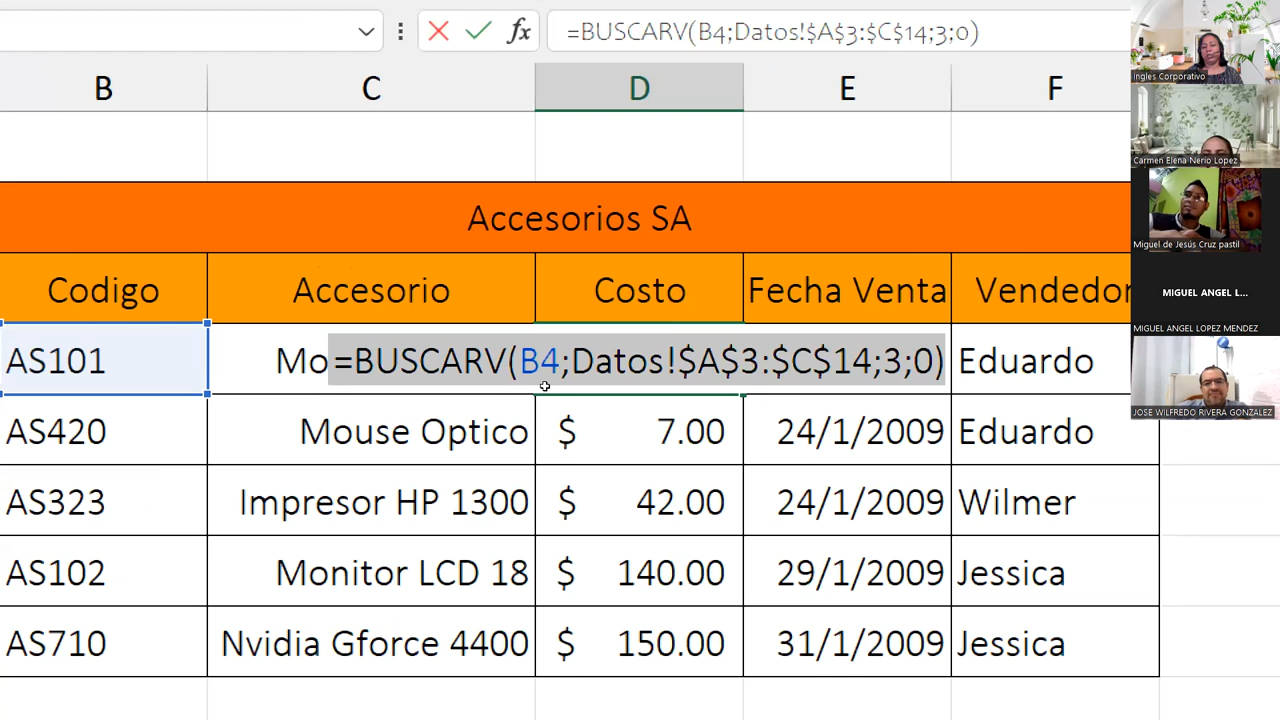 fx =BUSCARV(B4;Datos!$A$3:$C$14;3;0)
B C D E F
Accesorios SA
Codigo Accesorio Costo Fecha Venta Vendedor
AS101 Mo =BUSCARV(B4;Datos!$A$3:$C$14;3;0) Eduardo
AS420 Mouse Optico $ 7.00 24/1/2009 Eduardo
AS323 Impresor HP 1300 $ 42.00 24/1/2009 Wilmer
AS102 Monitor LCD 18 $ 140.00 29/1/2009 Jessica
AS710 Nvidia Gforce 4400 $ 150.00 31/1/2009 Jessica
Ingles Corporativo
Carmen Elena Nerio Lopez
Miguel de Jesús Cruz pastil
MIGUEL ANGEL L...
MIGUEL ANGEL LOPEZ MENDEZ
JOSE WILFREDO RIVERA GONZALEZ